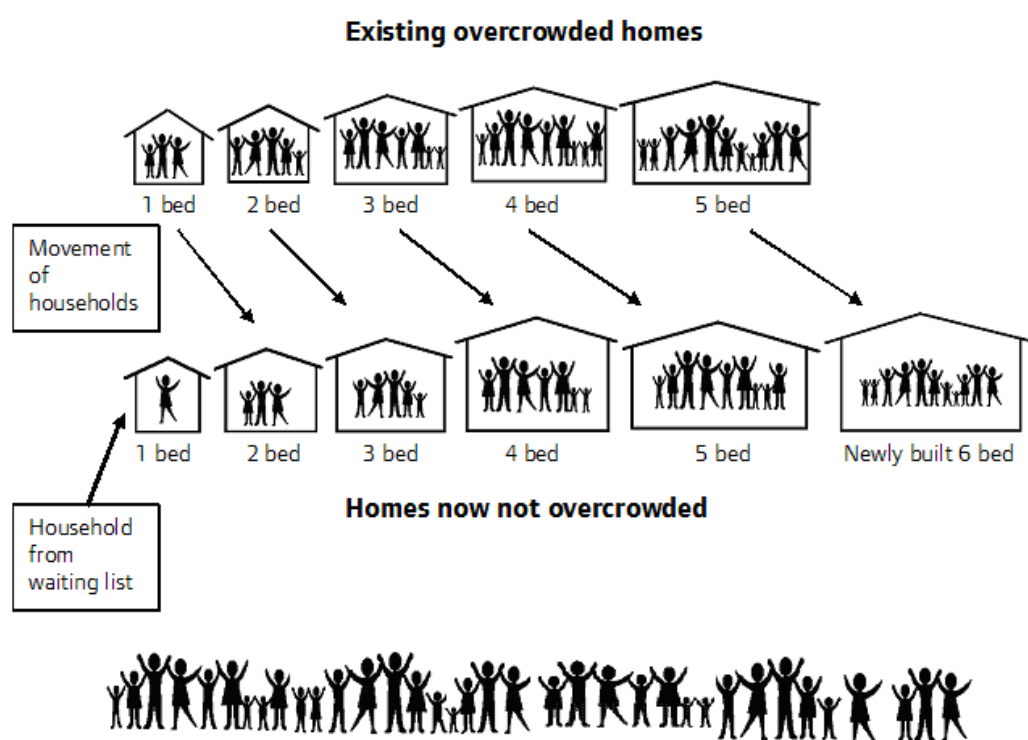 Existing overcrowded homes
1 bed
2 bed
3 bed
4 bed
5 bed
Movement
of
households
1 bed
2 bed
3 bed
4 bed
5 bed
Newly built 6 bed
Homes now not overcrowded
Household
from
waiting list